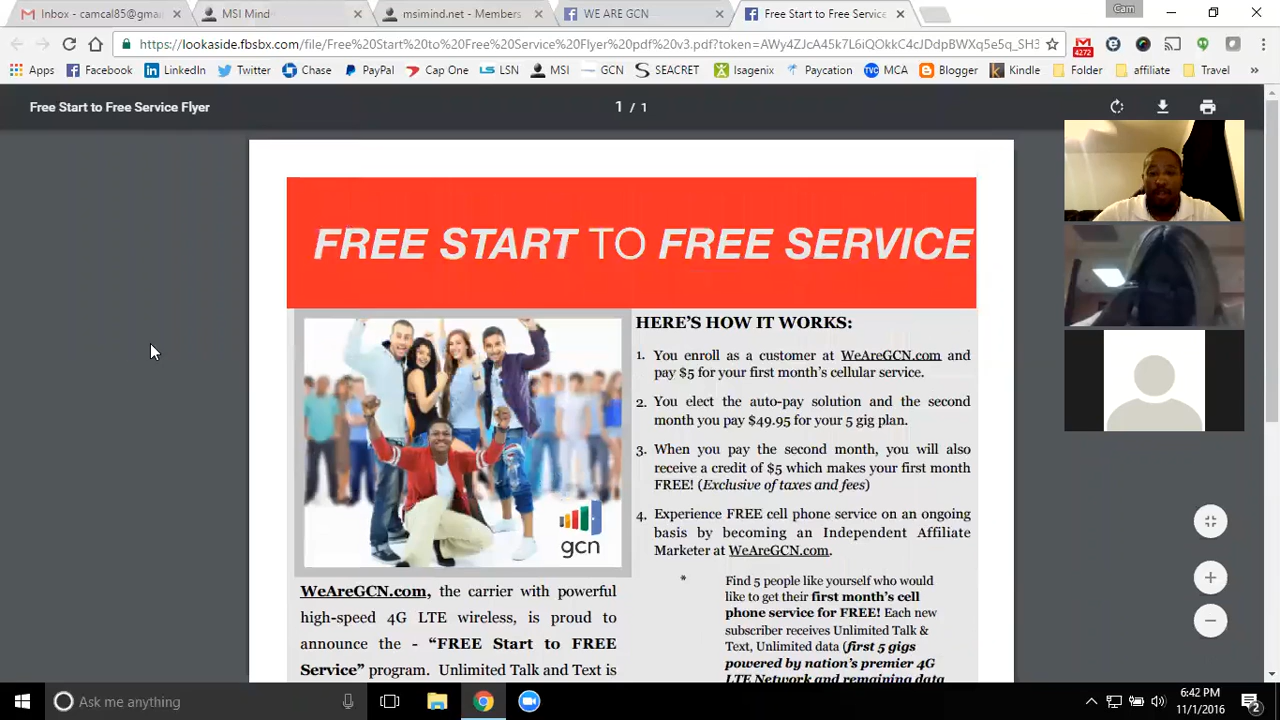 Inbox - camcal85@gma
MSI Mind
msimind.net - Members
WE ARE GCN
Free Start to Free Service
Cam
https://lookaside.fbsbx.com/file/Free%20Start%20to%20Free%20Service%20Flyer%20pdf%20v3.pdf?token=AWy4ZJcA45k7L6iQOkkC4cJDdpBWXq5e5q_SH3
4272
Apps
Facebook
LinkedIn
Twitter
Chase
PayPal
Cap One
LSN
MSI
GCN
SEACRET
Isagenix
Paycation
TVC MCA
Blogger
Kindle
Folder
affiliate
Travel
»
Free Start to Free Service Flyer
1 / 1
FREE START TO FREE SERVICE
HERE'S HOW IT WORKS:
1. You enroll as a customer at WeAreGCN.com and
pay $5 for your first month's cellular service.
2. You elect the auto-pay solution and the second
month you pay $49.95 for your 5 gig plan.
3. When you pay the second month, you will also
receive a credit of $5 which makes your first month
FREE! (Exclusive of taxes and fees)
4. Experience FREE cell phone service on an ongoing
basis by becoming an Independent Affiliate
Marketer at WeAreGCN.com.
* Find 5 people like yourself who would
like to get their first month's cell
phone service for FREE! Each new
subscriber receives Unlimited Talk &
Text, Unlimited data (first 5 gigs
powered by nation's premier 4G
LTE Network and remaining data
gcn
WeAreGCN.com, the carrier with powerful
high-speed 4G LTE wireless, is proud to
announce the - "FREE Start to FREE
Service" program. Unlimited Talk and Text is
Ask me anything
6:42 PM
11/1/2016
2